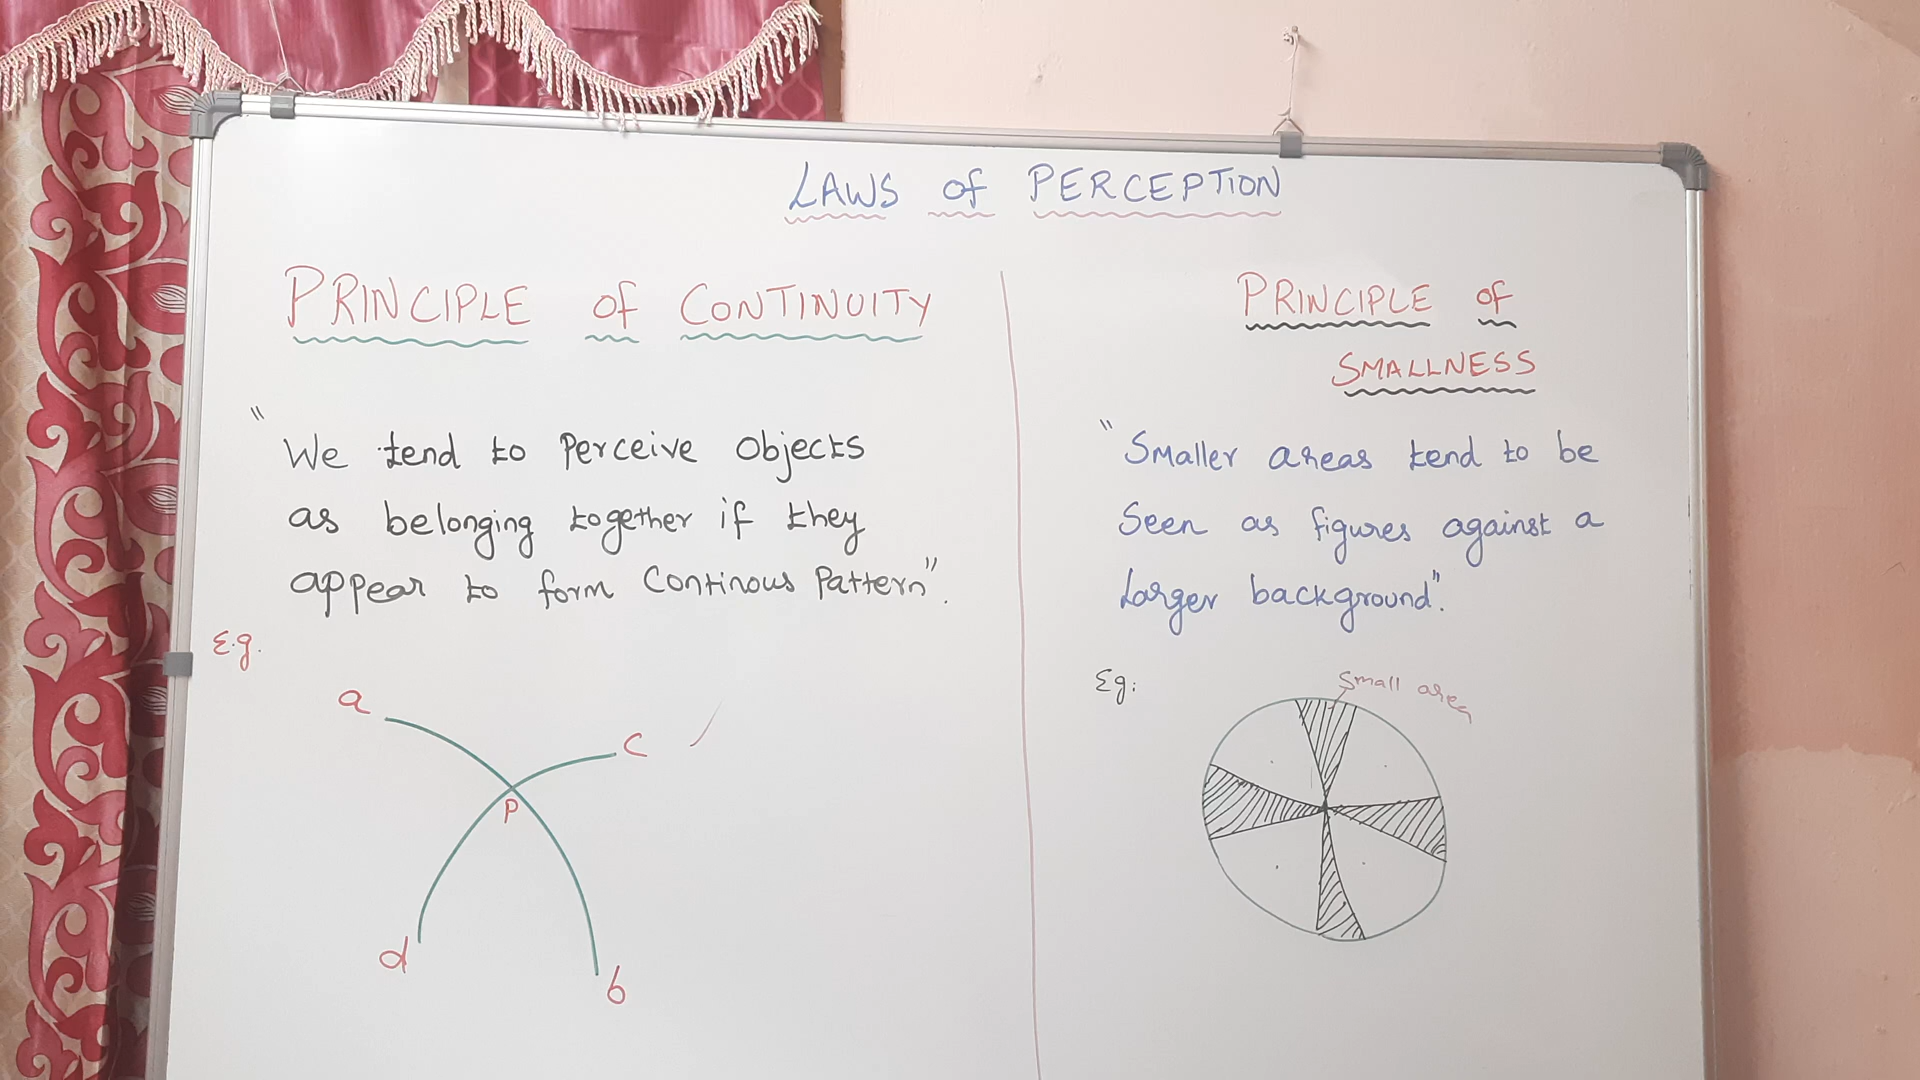 LAWS of PERCEPTION
PRINCIPLE of CONTINUITY
"We tend to perceive objects
as belonging together if they
appear to form Continous Pattern".
E.g.
a
c
P
d
b
PRINCIPLE of
SMALLNESS
"Smaller areas tend to be
Seen as figures against a
Larger background".
Eg:
Small area